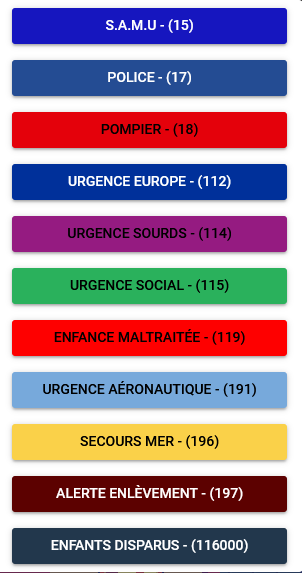 S.A.M.U - (15)
POLICE - (17)
POMPIER - (18)
URGENCE EUROPE - (112)
URGENCE SOURDS - (114)
URGENCE SOCIAL - (115)
ENFANCE MALTRAITÉE - (119)
URGENCE AÉRONAUTIQUE - (191)
SECOURS MER - (196)
ALERTE ENLÈVEMENT - (197)
ENFANTS DISPARUS - (116000)